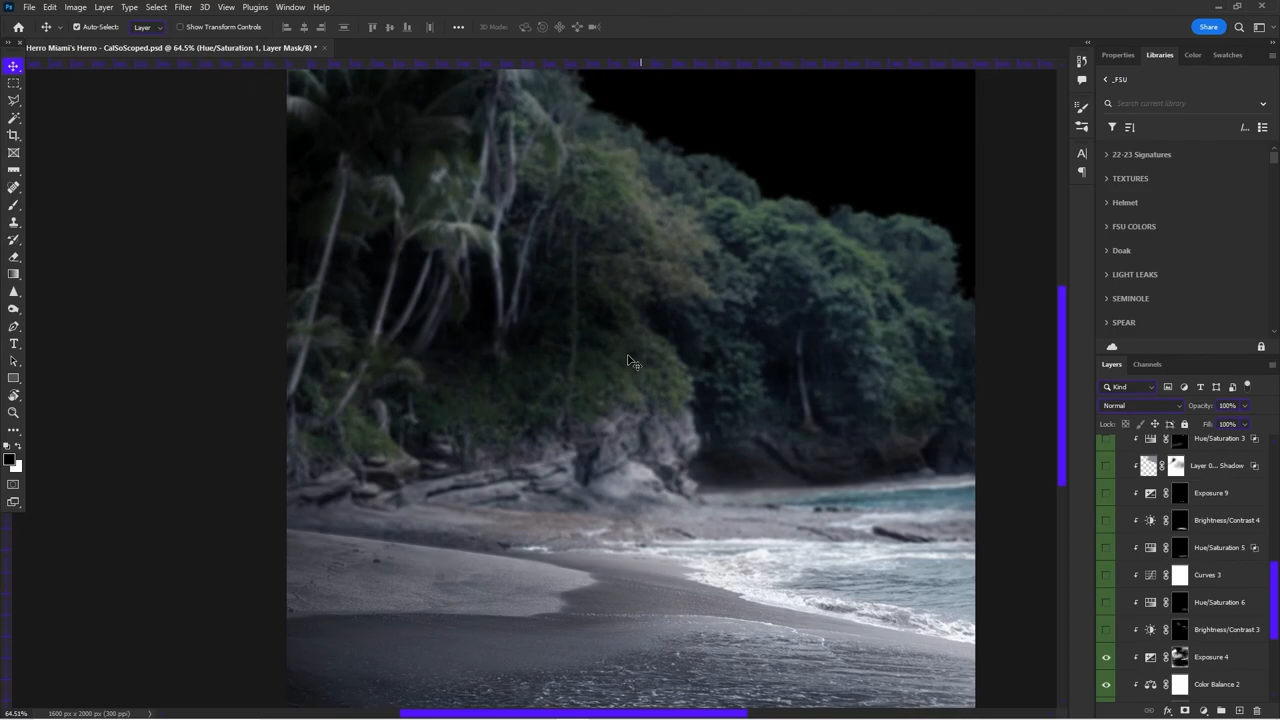 Ps File Edit Image Layer Type Select Filter 3D View Plugins Window Help
Auto-Select: Layer Show Transform Controls 3D Mode: Share
Herro Miami's Herro - CalSoScoped.psd @ 64.5% (Hue/Saturation 1, Layer Mask/8) *
Properties Libraries Color Swatches
_FSU
Search current library
22-23 Signatures
TEXTURES
Helmet
FSU COLORS
Doak
LIGHT LEAKS
SEMINOLE
SPEAR
Layers Channels
Kind
Normal Opacity: 100%
Lock: Fill: 100%
Hue/Saturation 3
Layer 0... Shadow
Exposure 9
Brightness/Contrast 4
Hue/Saturation 5
Curves 3
Hue/Saturation 6
Brightness/Contrast 3
Exposure 4
Color Balance 2
64.51% 1600 px x 2000 px (300 ppi)